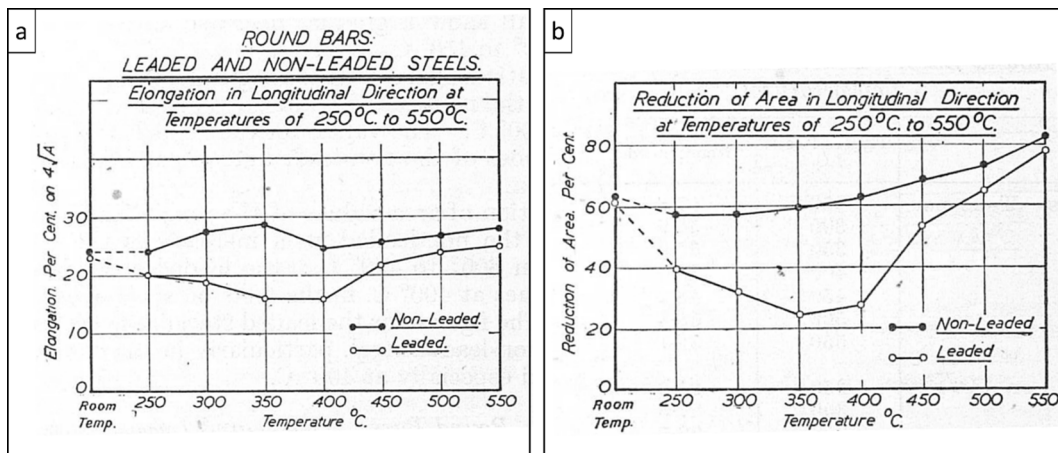 a
ROUND BARS:
LEADED AND NON-LEADED STEELS.
Elongation in Longitudinal Direction at
Temperatures of 250°C. to 550°C.
Elongation. Per Cent. on 4√A
30
20
10
0
Non-Leaded.
Leaded.
Room
Temp.
250 300 350 400 450 500 550
Temperature °C.
b
Reduction of Area in Longitudinal Direction
at Temperatures of 250°C. to 550°C.
Reduction of Area. Per Cent
80
60
40
20
0
Non-Leaded.
Leaded
Room
Temp.
250 300 350 400 450 500 550
Temperature °C.